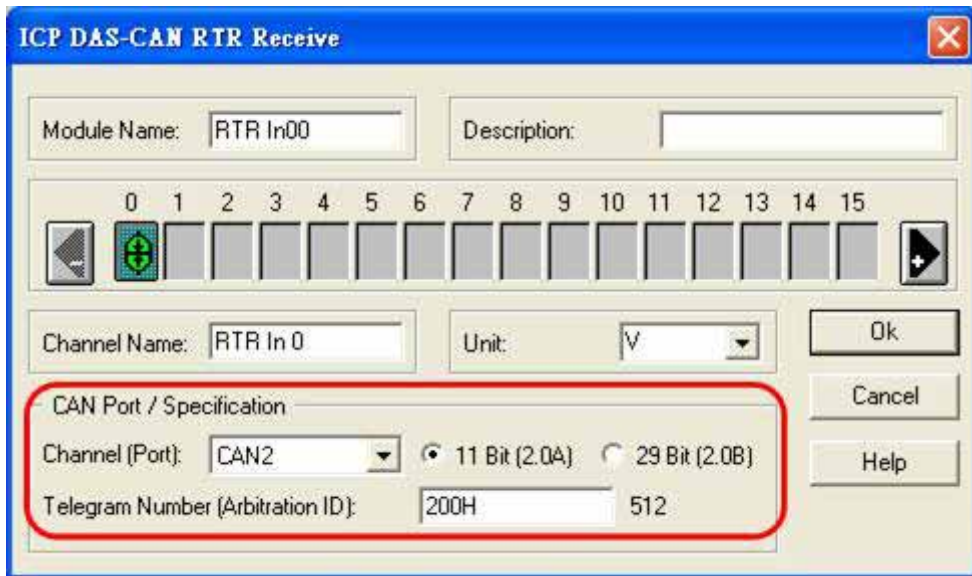 ICP DAS-CAN RTR Receive
Module Name: RTR In00 Description:
0 1 2 3 4 5 6 7 8 9 10 11 12 13 14 15
- +
Channel Name: RTR In 0 Unit: V Ok
CAN Port / Specification Cancel
Channel (Port): CAN2 11 Bit (2.0A) 29 Bit (2.0B) Help
Telegram Number (Arbitration ID): 200H 512